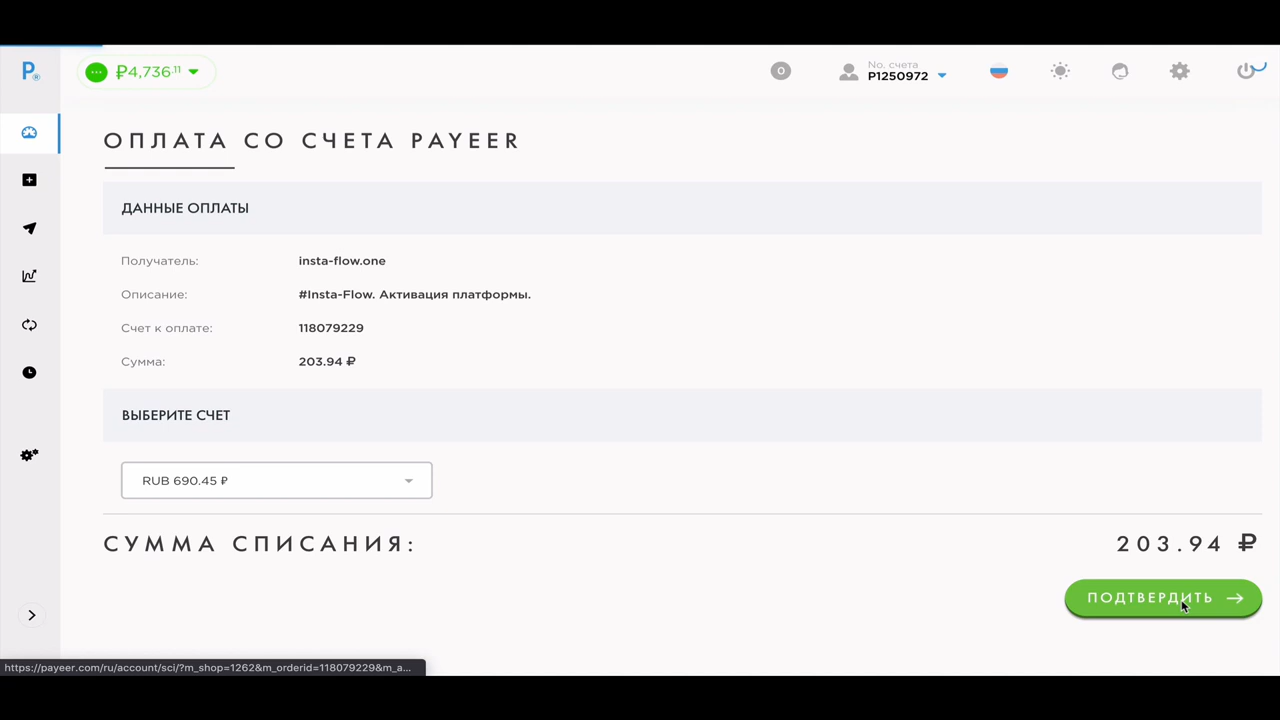 P®
₽4,736.11
0
No. счета
P1250972
ОПЛАТА СО СЧЕТА PAYEER
ДАННЫЕ ОПЛАТЫ
Получатель: insta-flow.one
Описание: #Insta-Flow. Активация платформы.
Счет к оплате: 118079229
Сумма: 203.94 ₽
ВЫБЕРИТЕ СЧЕТ
RUB 690.45 ₽
СУММА СПИСАНИЯ: 203.94 ₽
ПОДТВЕРДИТЬ →
https://payeer.com/ru/account/sci/?m_shop=1262&m_orderid=118079229&m_a...